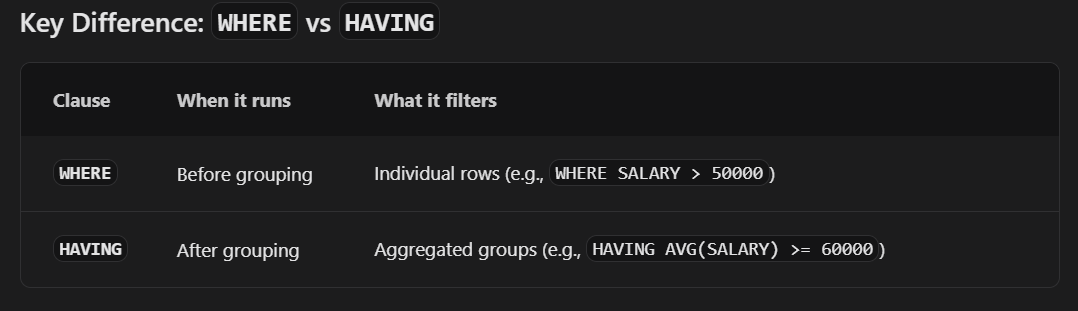 Key Difference: WHERE vs HAVING
Clause When it runs What it filters
WHERE Before grouping Individual rows (e.g., WHERE SALARY > 50000)
HAVING After grouping Aggregated groups (e.g., HAVING AVG(SALARY) >= 60000)